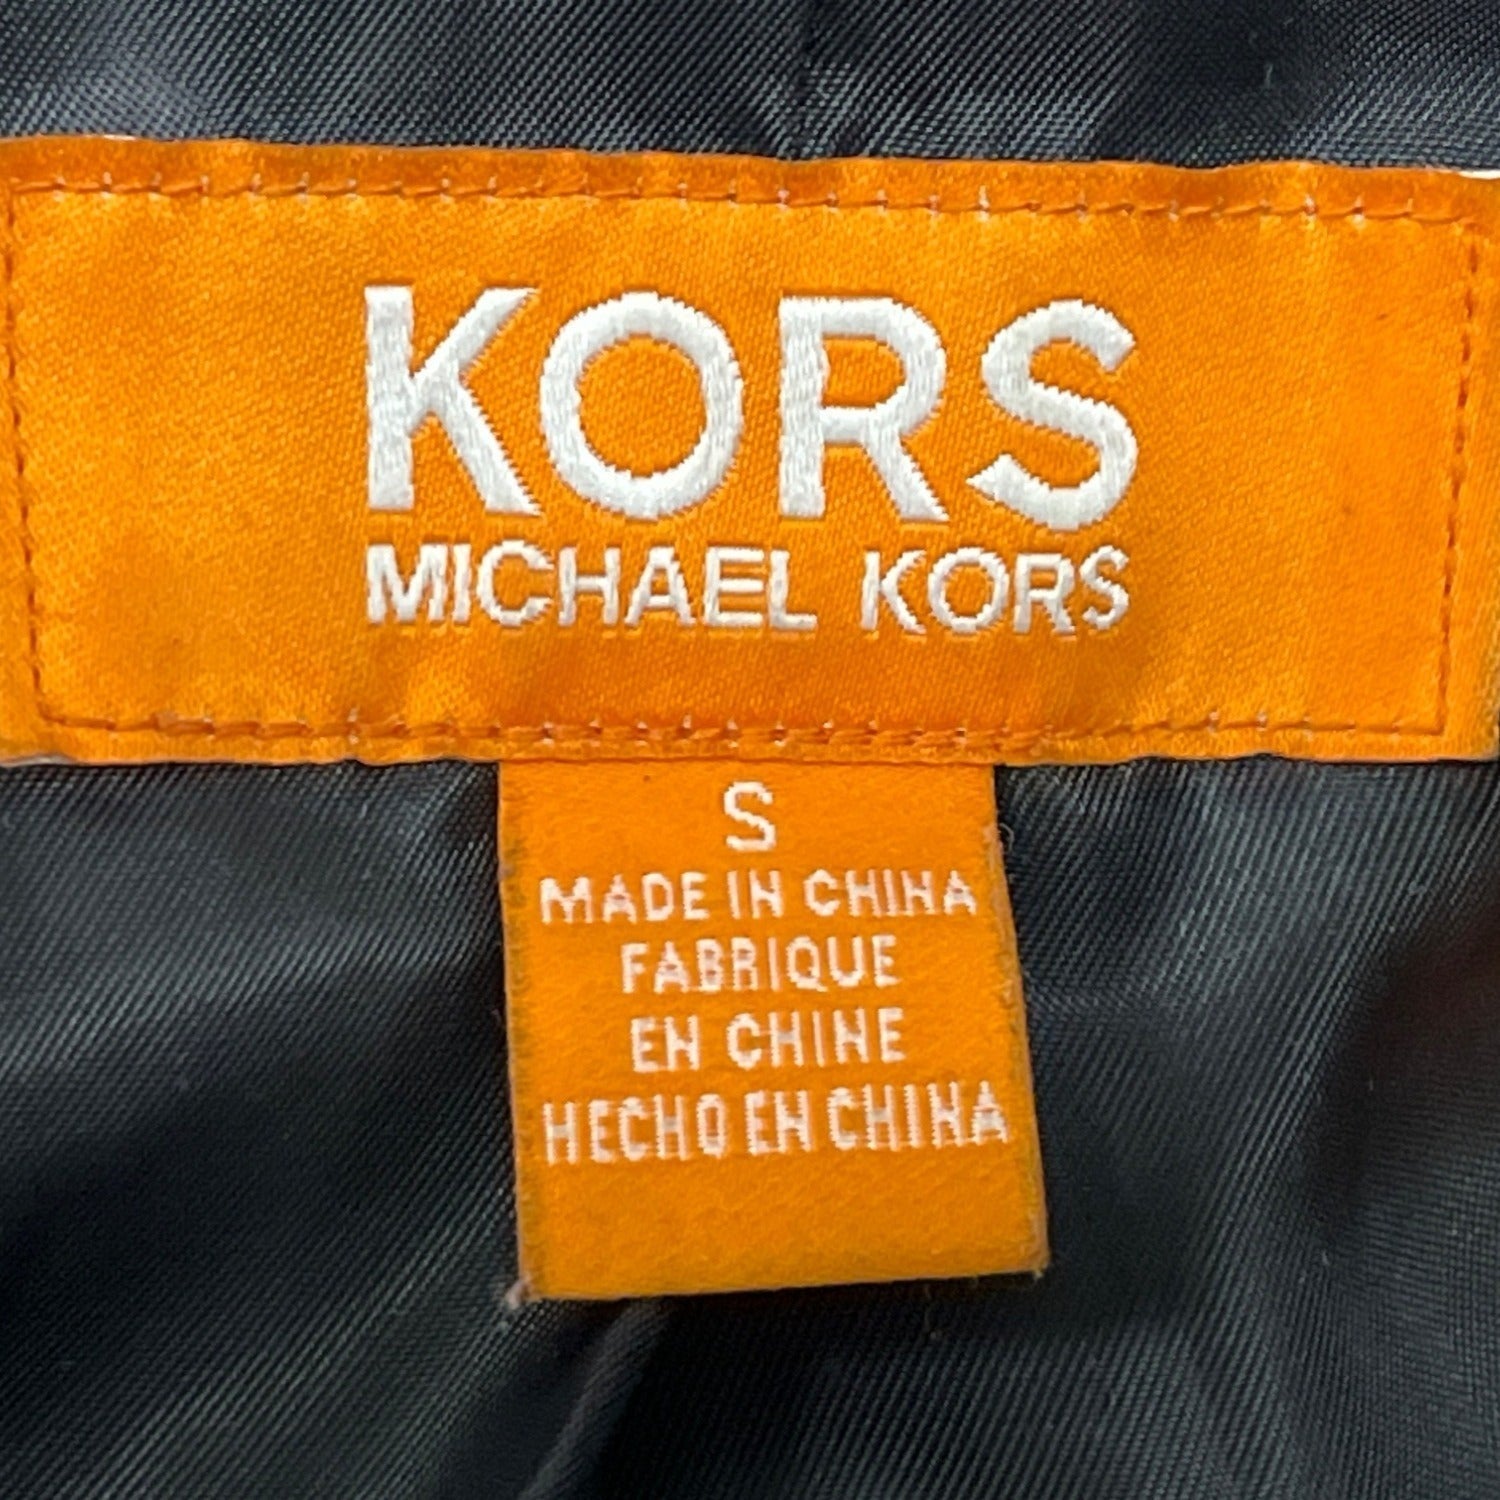 KORS
MICHAEL KORS
S
MADE IN CHINA
FABRIQUE
EN CHINE
HECHO EN CHINA